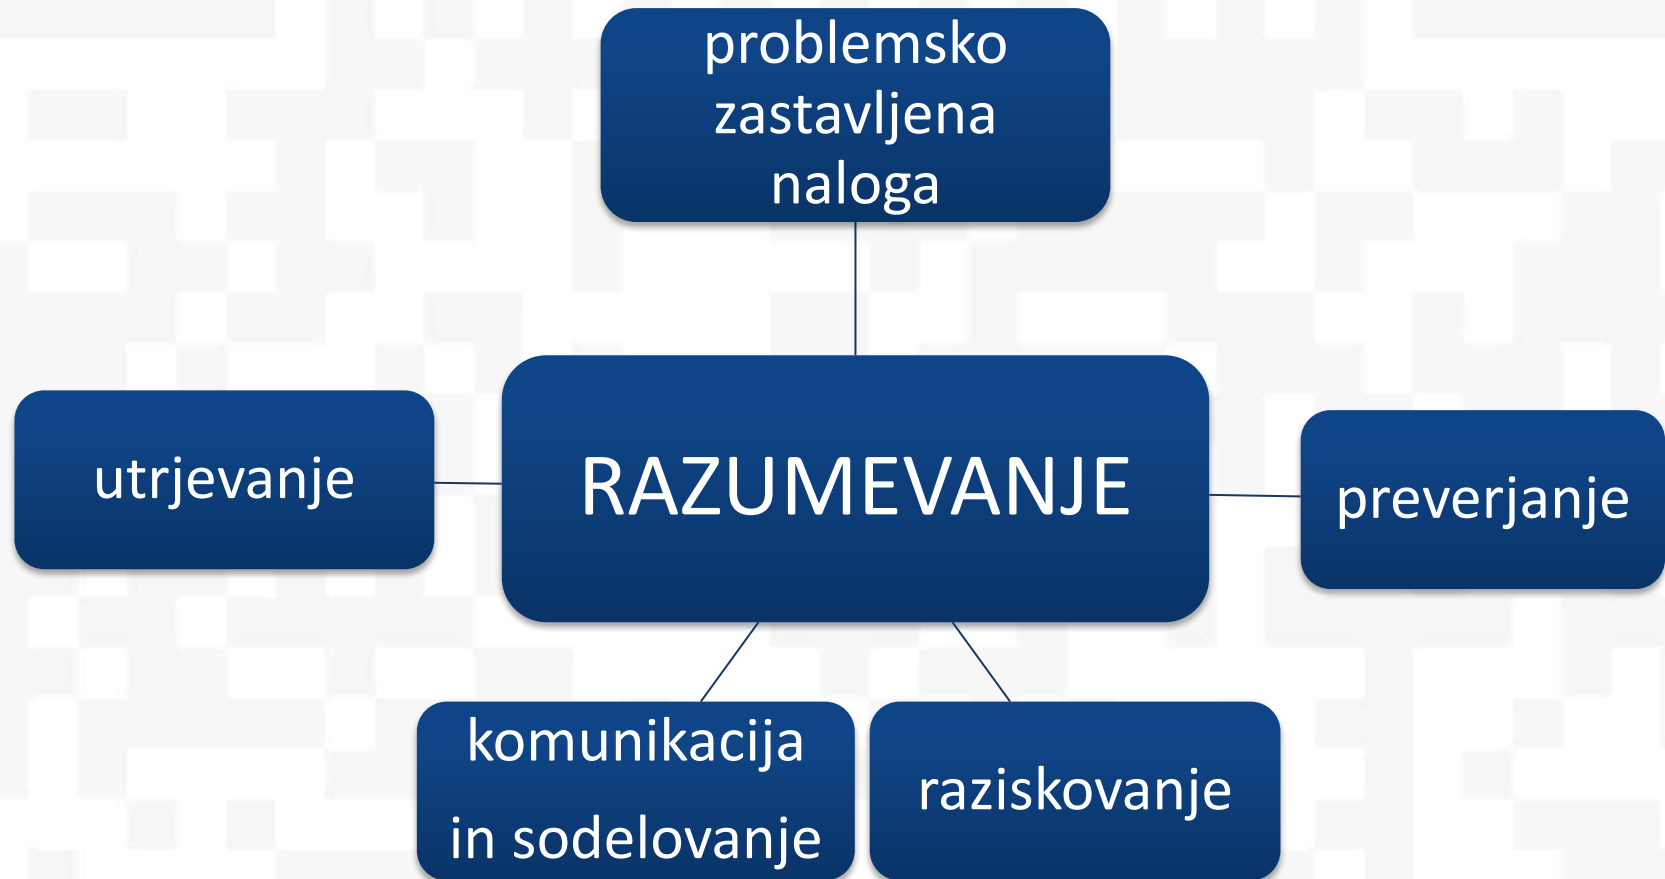 problemsko
zastavljena
naloga
utrjevanje
RAZUMEVANJE
preverjanje
komunikacija
in sodelovanje
raziskovanje